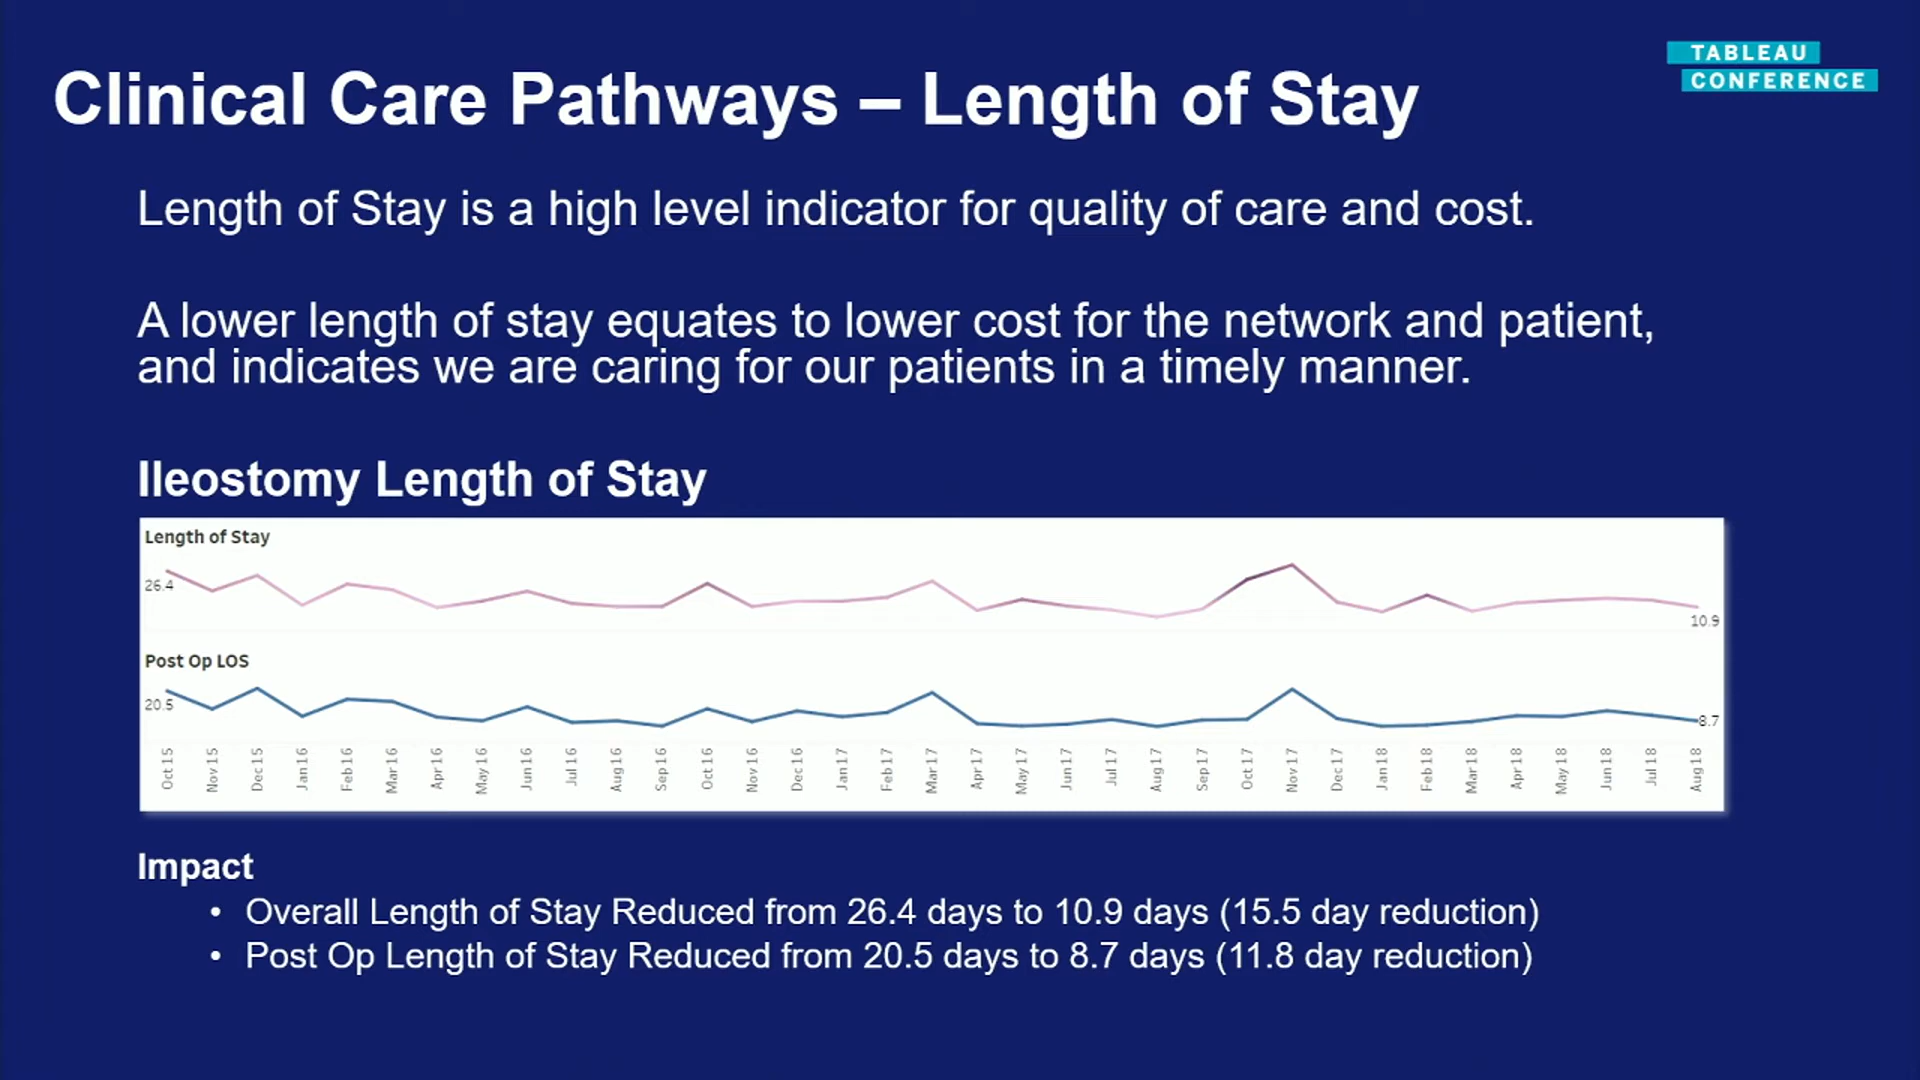 TABLEAU
CONFERENCE
Clinical Care Pathways – Length of Stay
Length of Stay is a high level indicator for quality of care and cost.
A lower length of stay equates to lower cost for the network and patient,
and indicates we are caring for our patients in a timely manner.
Ileostomy Length of Stay
Length of Stay
26.4
10.9
Post Op LOS
20.5
8.7
Oct 15
Nov 15
Dec 15
Jan 16
Feb 16
Mar 16
Apr 16
May 16
Jun 16
Jul 16
Aug 16
Sep 16
Oct 16
Nov 16
Dec 16
Jan 17
Feb 17
Mar 17
Apr 17
May 17
Jun 17
Jul 17
Aug 17
Sep 17
Oct 17
Nov 17
Dec 17
Jan 18
Feb 18
Mar 18
Apr 18
May 18
Jun 18
Jul 18
Aug 18
Impact
• Overall Length of Stay Reduced from 26.4 days to 10.9 days (15.5 day reduction)
• Post Op Length of Stay Reduced from 20.5 days to 8.7 days (11.8 day reduction)